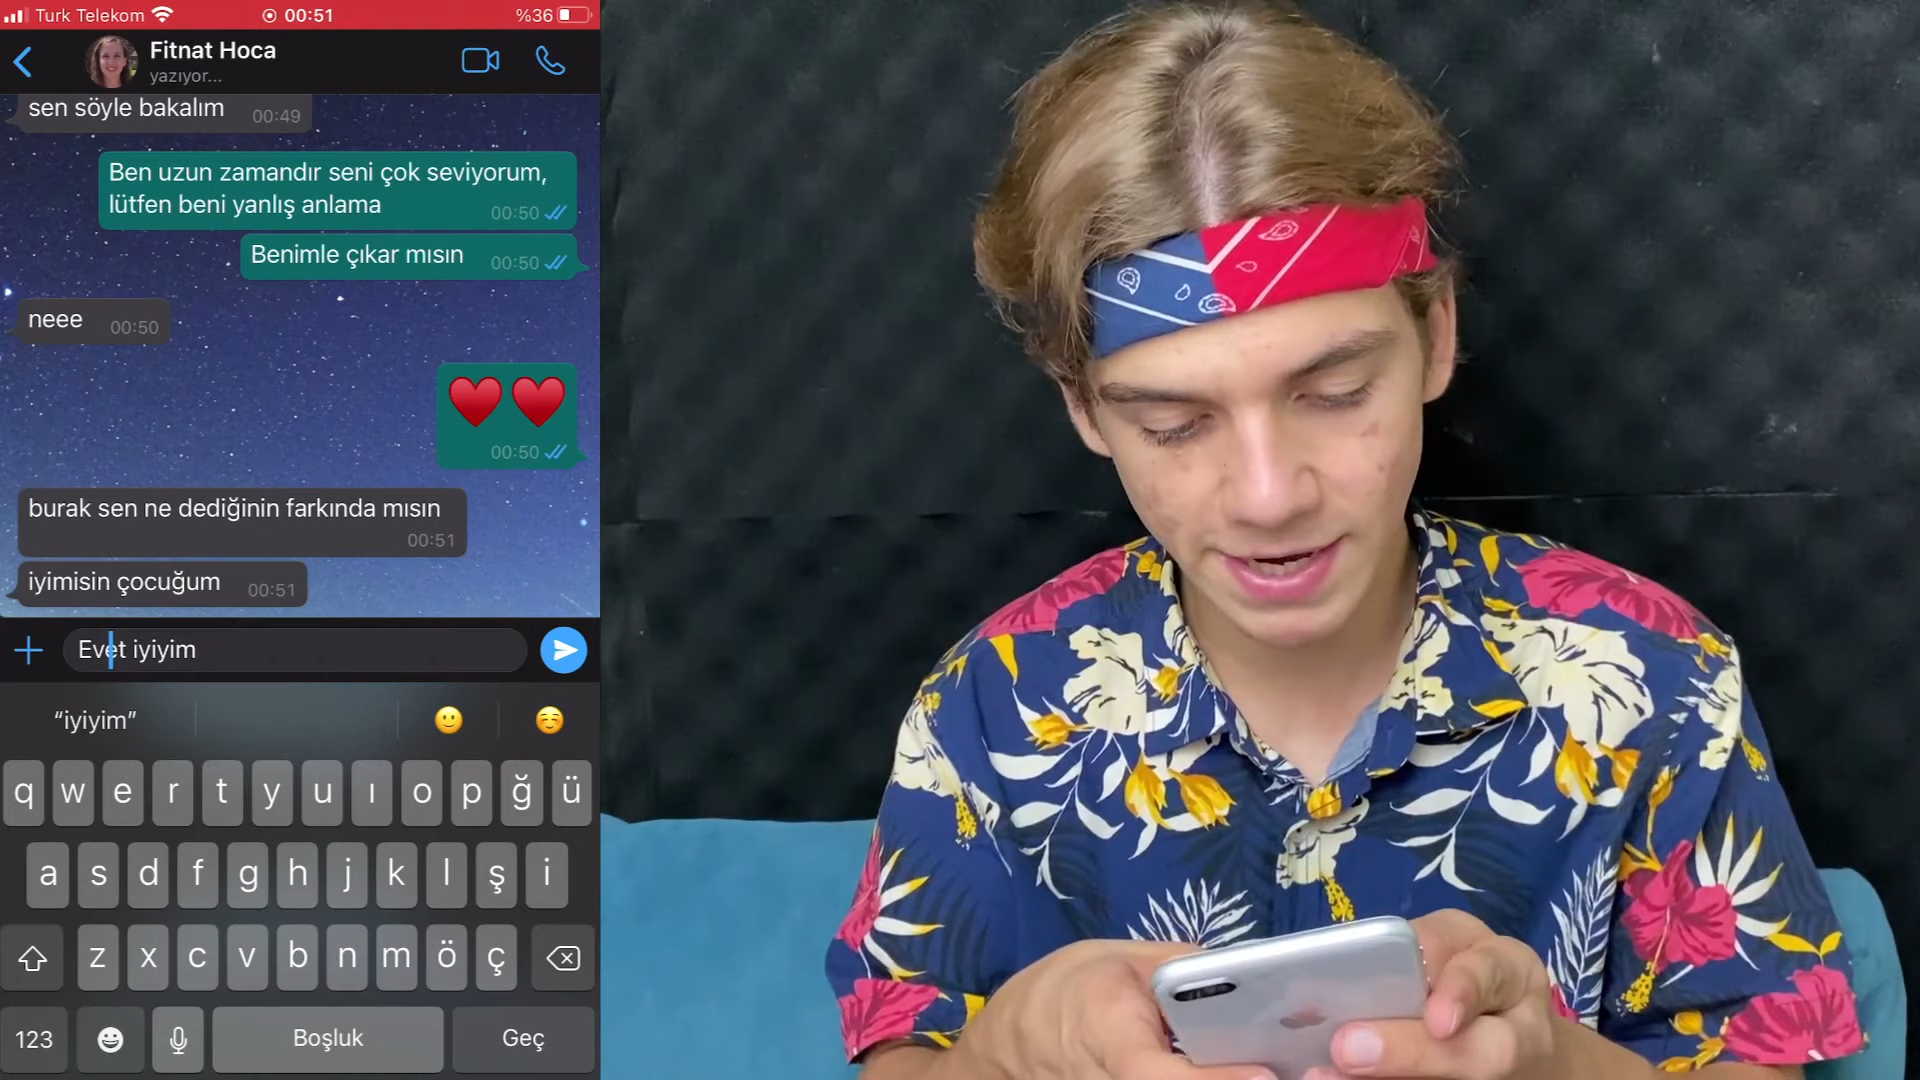 Turk Telekom
00:51
%36
Fitnat Hoca
yazıyor...
sen söyle bakalım 00:49
Ben uzun zamandır seni çok seviyorum,
lütfen beni yanlış anlama 00:50
Benimle çıkar mısın 00:50
neee 00:50
00:50
burak sen ne dediğinin farkında mısın
00:51
iyimisin çocuğum 00:51
Evet iyiyim
“iyiyim”
q w e r t y u ı o p ğ ü
a s d f g h j k l ş i
z x c v b n m ö ç
123 Boşluk Geç